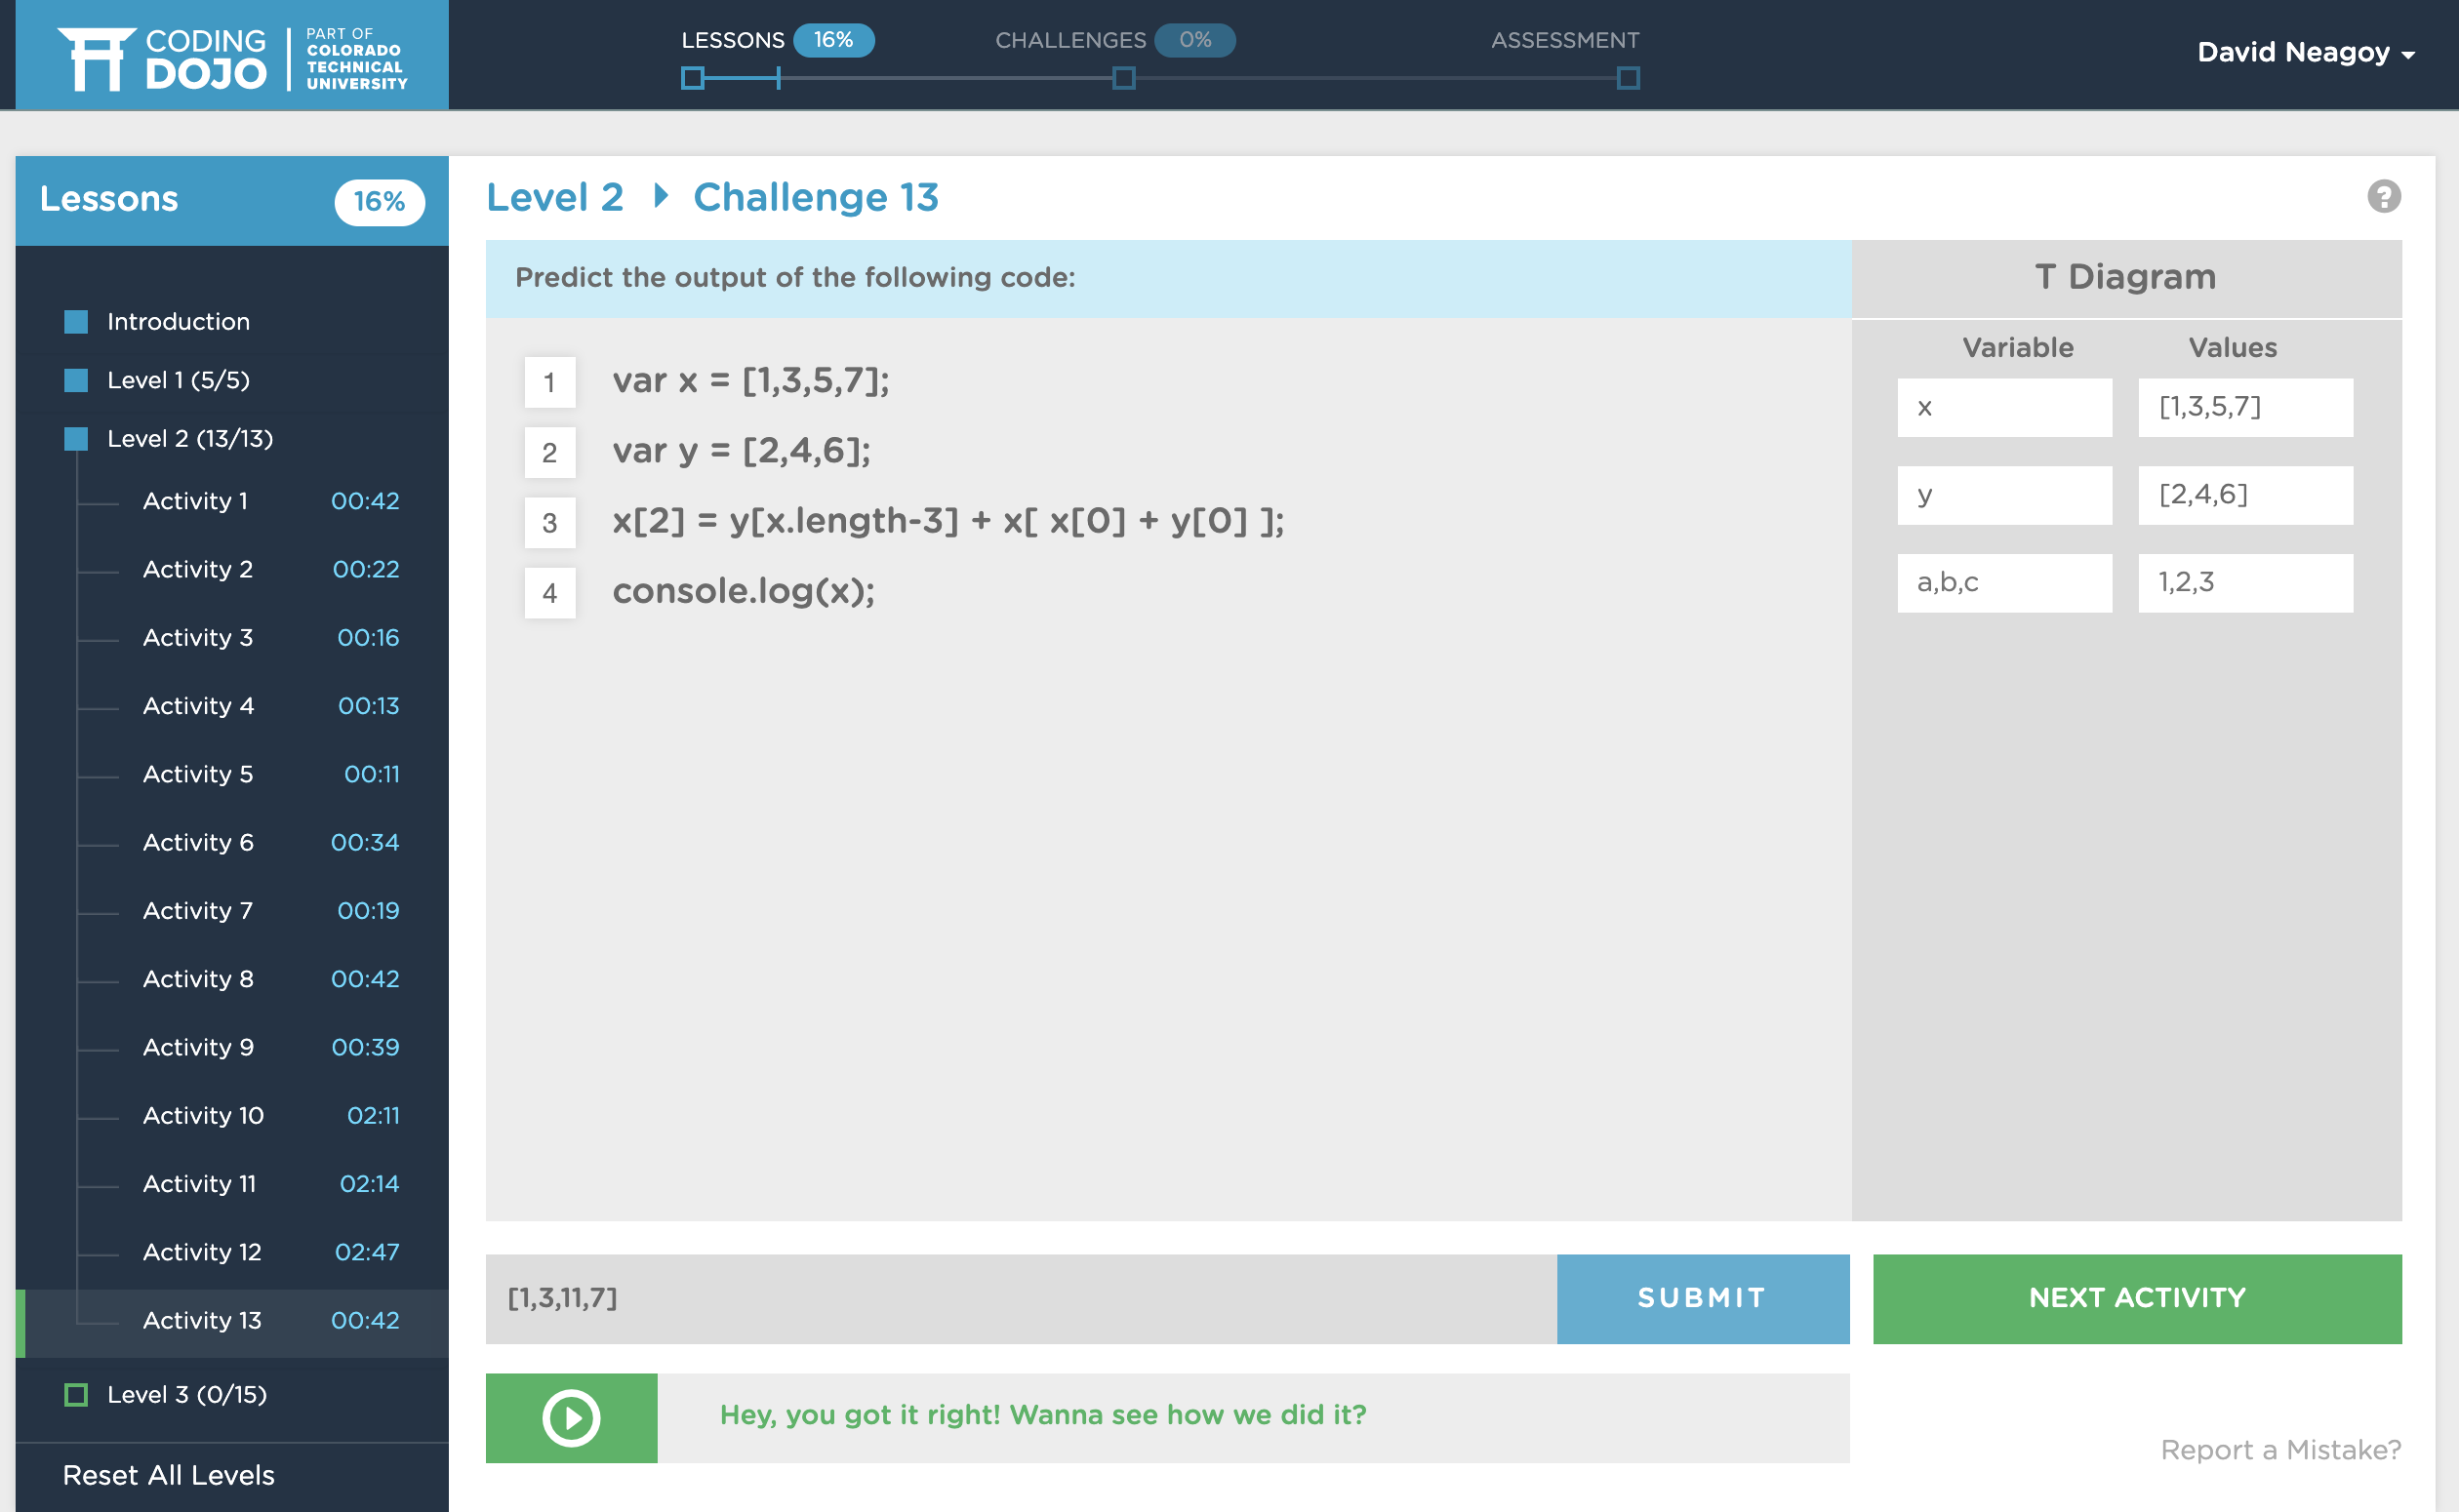 CODING
DOJO
PART OF
COLORADO
TECHNICAL
UNIVERSITY
LESSONS 16%
CHALLENGES 0%
ASSESSMENT
David Neagoy
Lessons 16%
Introduction
Level 1 (5/5)
Level 2 (13/13)
Activity 1 00:42
Activity 2 00:22
Activity 3 00:16
Activity 4 00:13
Activity 5 00:11
Activity 6 00:34
Activity 7 00:19
Activity 8 00:42
Activity 9 00:39
Activity 10 02:11
Activity 11 02:14
Activity 12 02:47
Activity 13 00:42
Level 3 (0/15)
Reset All Levels
Level 2 Challenge 13
?
Predict the output of the following code:
1 var x = [1,3,5,7];
2 var y = [2,4,6];
3 x[2] = y[x.length-3] + x[ x[0] + y[0] ];
4 console.log(x);
T Diagram
Variable Values
x [1,3,5,7]
y [2,4,6]
a,b,c 1,2,3
[1,3,11,7]
SUBMIT
NEXT ACTIVITY
Hey, you got it right! Wanna see how we did it?
Report a Mistake?